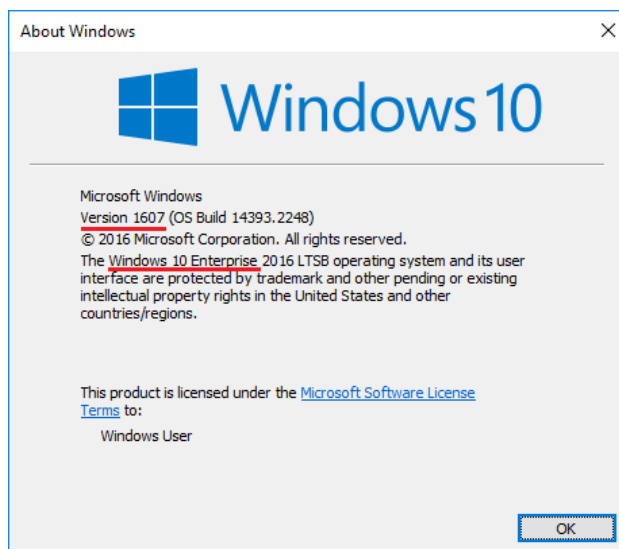 About Windows
Windows 10
Microsoft Windows
Version 1607 (OS Build 14393.2248)
© 2016 Microsoft Corporation. All rights reserved.
The Windows 10 Enterprise 2016 LTSB operating system and its user
interface are protected by trademark and other pending or existing
intellectual property rights in the United States and other
countries/regions.
This product is licensed under the Microsoft Software License
Terms to:
Windows User
OK